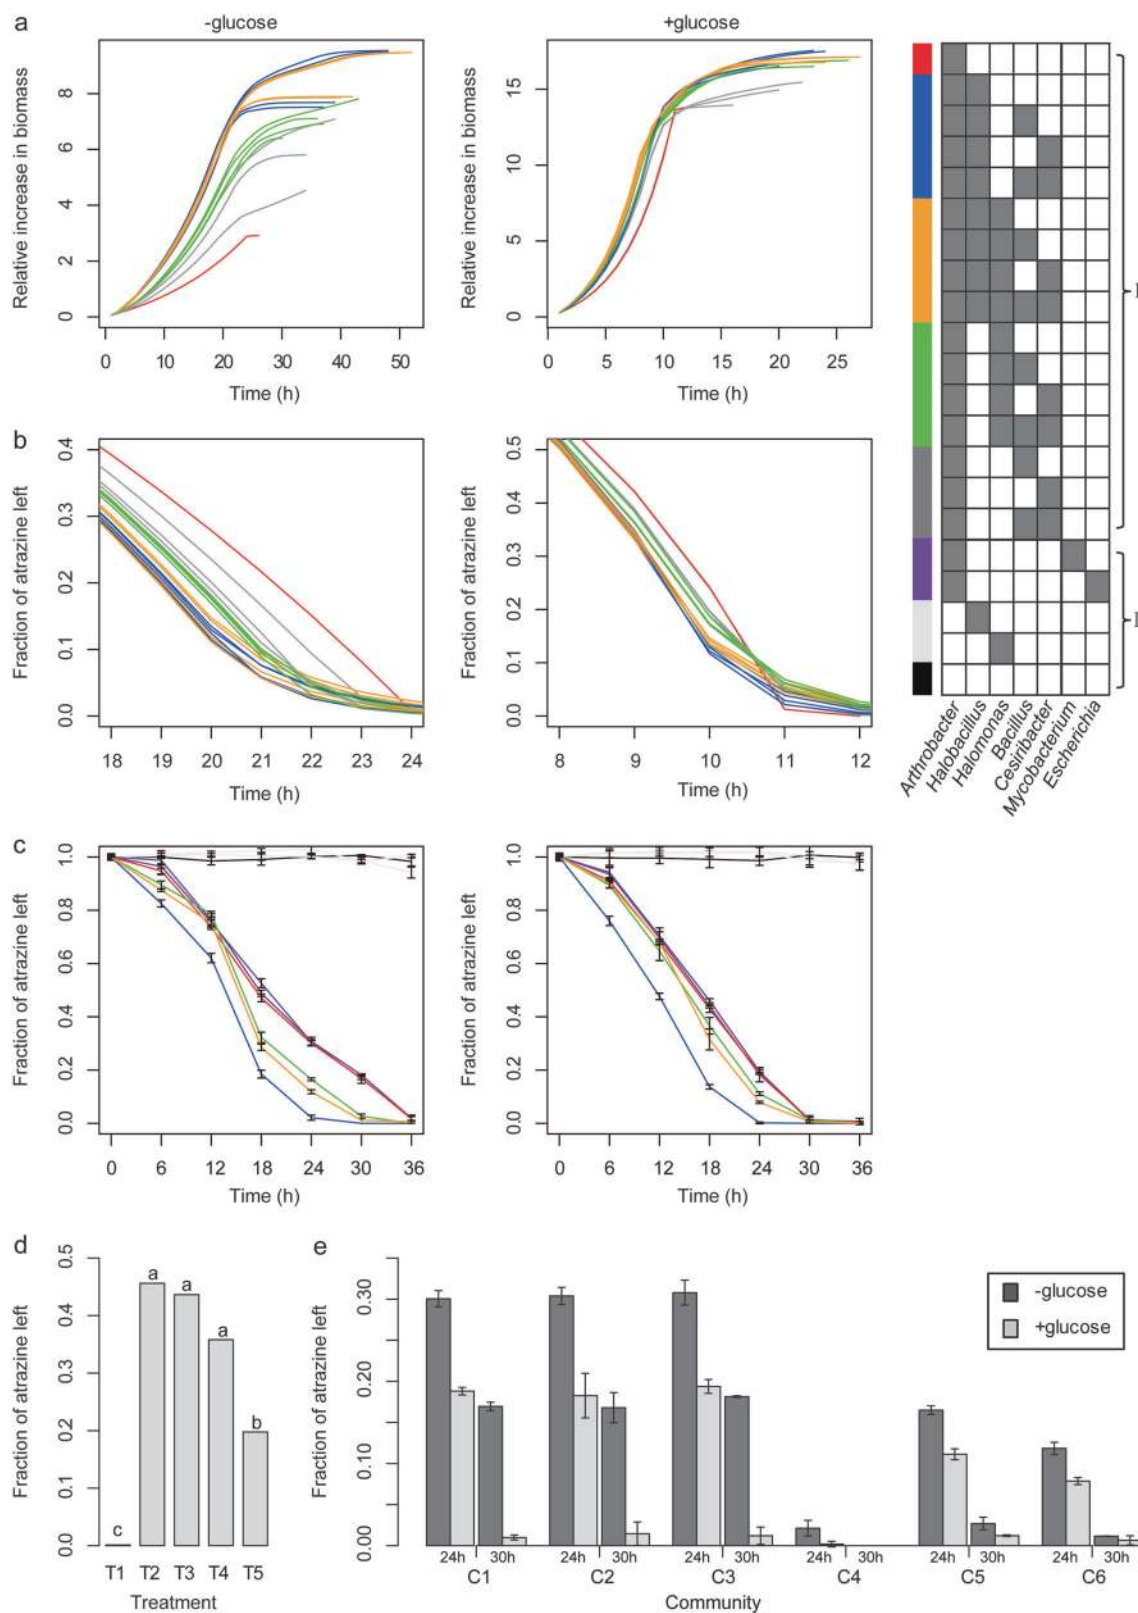 a
-glucose
+glucose
Relative increase in biomass
0 2 4 6 8
0 10 20 30 40 50
Time (h)
Relative increase in biomass
0 5 10 15
5 10 15 20 25
Time (h)
b
Fraction of atrazine left
0.0 0.1 0.2 0.3 0.4
18 19 20 21 22 23 24
Time (h)
Fraction of atrazine left
0.0 0.1 0.2 0.3 0.4 0.5
8 9 10 11 12
Time (h)
Arthrobacter
Halobacillus
Halomonas
Bacillus
Cesiribacter
Mycobacterium
Escherichia
c
Fraction of atrazine left
0.0 0.2 0.4 0.6 0.8 1.0
0 6 12 18 24 30 36
Time (h)
Fraction of atrazine left
0.0 0.2 0.4 0.6 0.8 1.0
0 6 12 18 24 30 36
Time (h)
d
Fraction of atrazine left
0.0 0.1 0.2 0.3 0.4 0.5
c a a a b
T1 T2 T3 T4 T5
Treatment
e
Fraction of atrazine left
0.00 0.10 0.20 0.30
-glucose
+glucose
24h 30h 24h 30h 24h 30h 24h 30h 24h 30h 24h 30h
C1 C2 C3 C4 C5 C6
Community